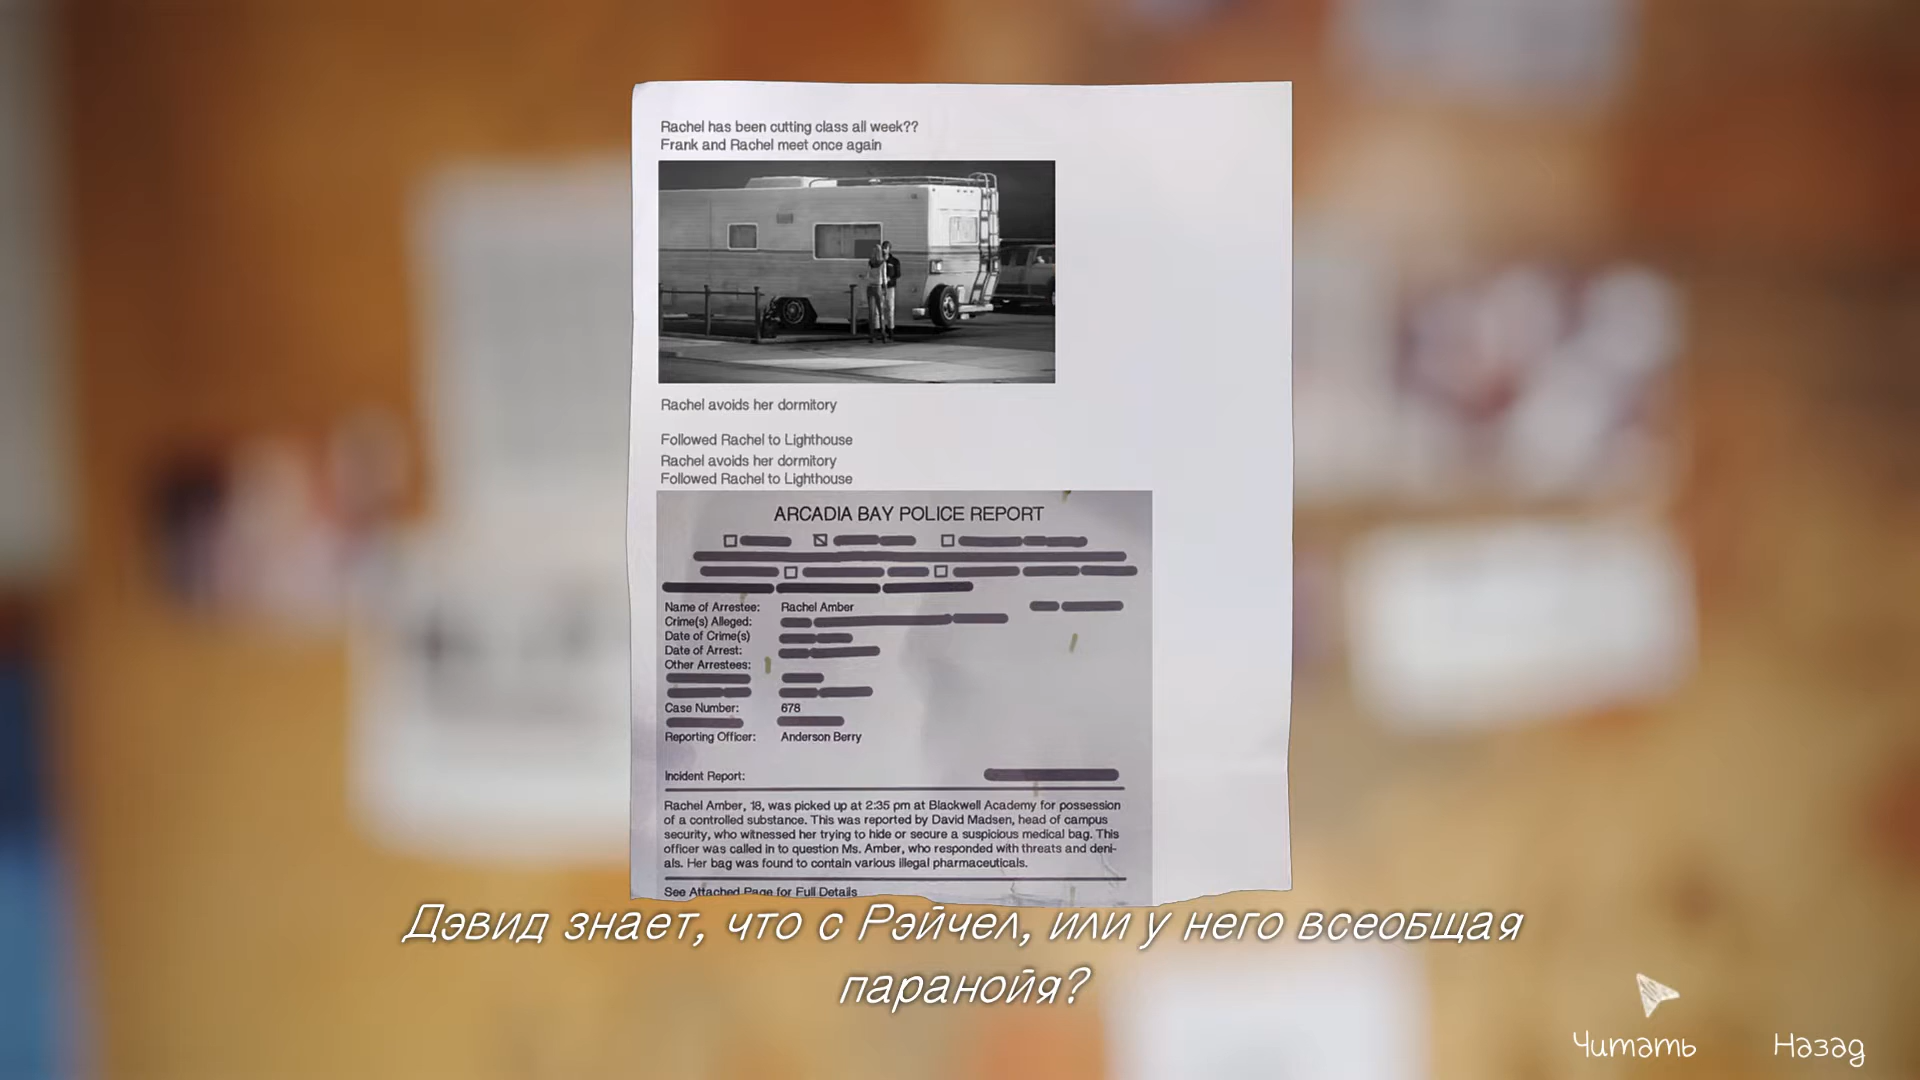 Rachel has been cutting class all week??
Frank and Rachel meet once again
Rachel avoids her dormitory
Followed Rachel to Lighthouse
Rachel avoids her dormitory
Followed Rachel to Lighthouse
ARCADIA BAY POLICE REPORT
Name of Arrestee: Rachel Amber
Crime(s) Alleged:
Date of Crime(s)
Date of Arrest:
Other Arrestees:
Case Number: 678
Reporting Officer: Anderson Berry
Incident Report:
Rachel Amber, 18, was picked up at 2:35 pm at Blackwell Academy for possession
of a controlled substance. This was reported by David Madsen, head of campus
security, who witnessed her trying to hide or secure a suspicious medical bag. This
officer was called in to question Ms. Amber, who responded with threats and deni-
als. Her bag was found to contain various illegal pharmaceuticals.
See Attached Page for Full Details
Дэвид знает, что с Рэйчел, или у него всеобщая
паранойя?
Читать Назад